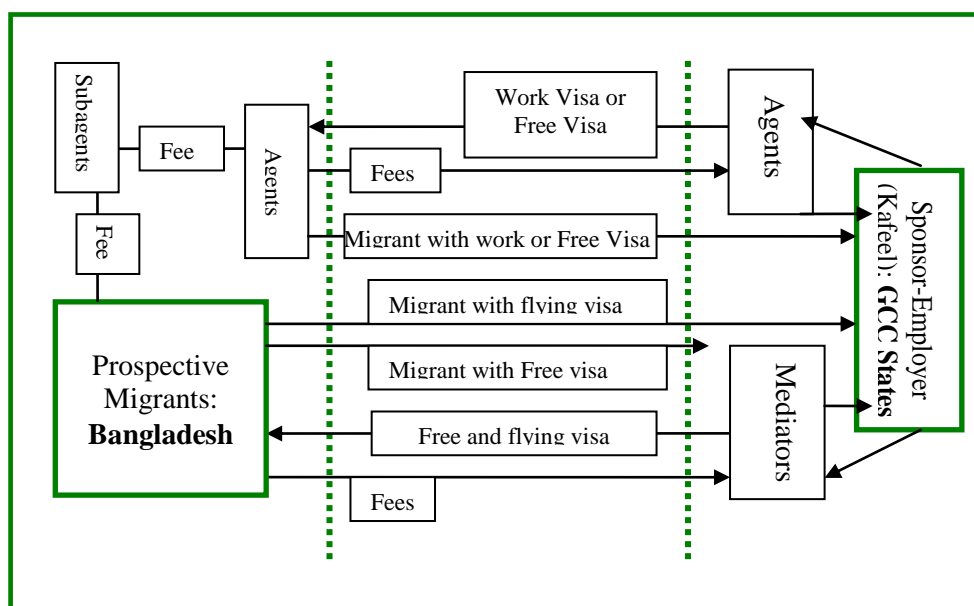 Subagents
Fee
Fee
Agents
Work Visa or
Free Visa
Fees
Migrant with work or Free Visa
Agents
Sponsor-Employer
(Kafeel): GCC States
Migrant with flying visa
Migrant with Free visa
Prospective
Migrants:
Bangladesh
Free and flying visa
Fees
Mediators